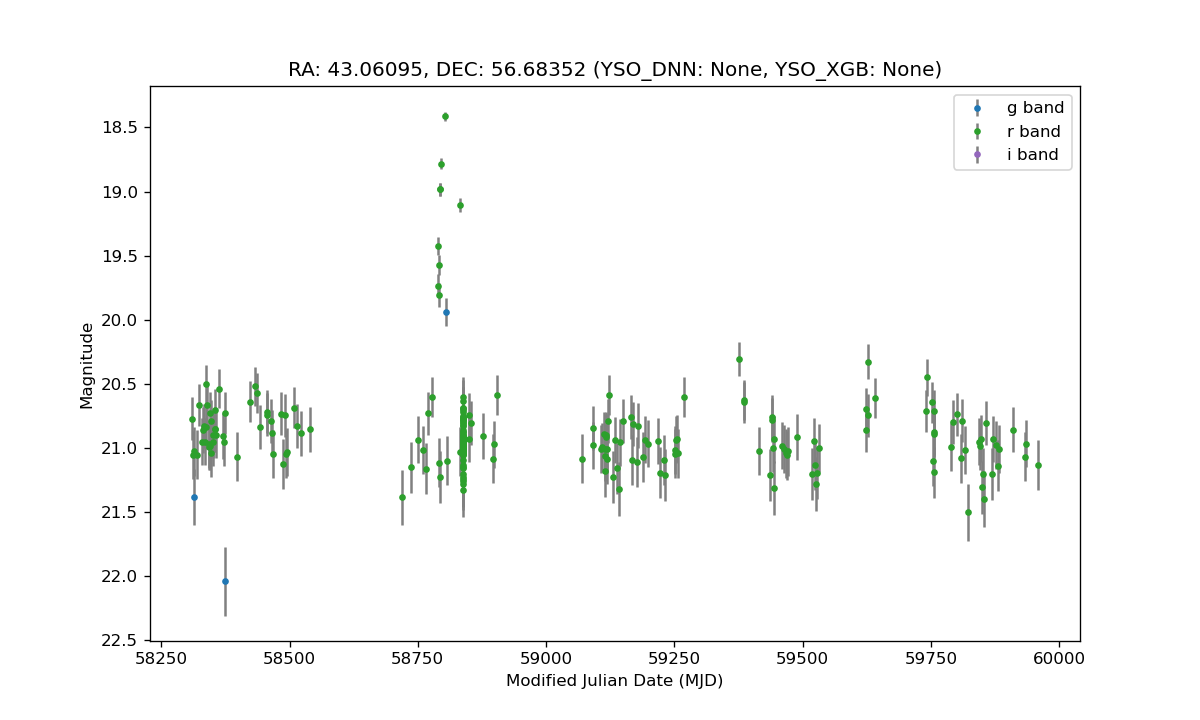 RA: 43.06095, DEC: 56.68352 (YSO_DNN: None, YSO_XGB: None)
g band
r band
i band
Magnitude
18.5
19.0
19.5
20.0
20.5
21.0
21.5
22.0
22.5
58250 58500 58750 59000 59250 59500 59750 60000
Modified Julian Date (MJD)